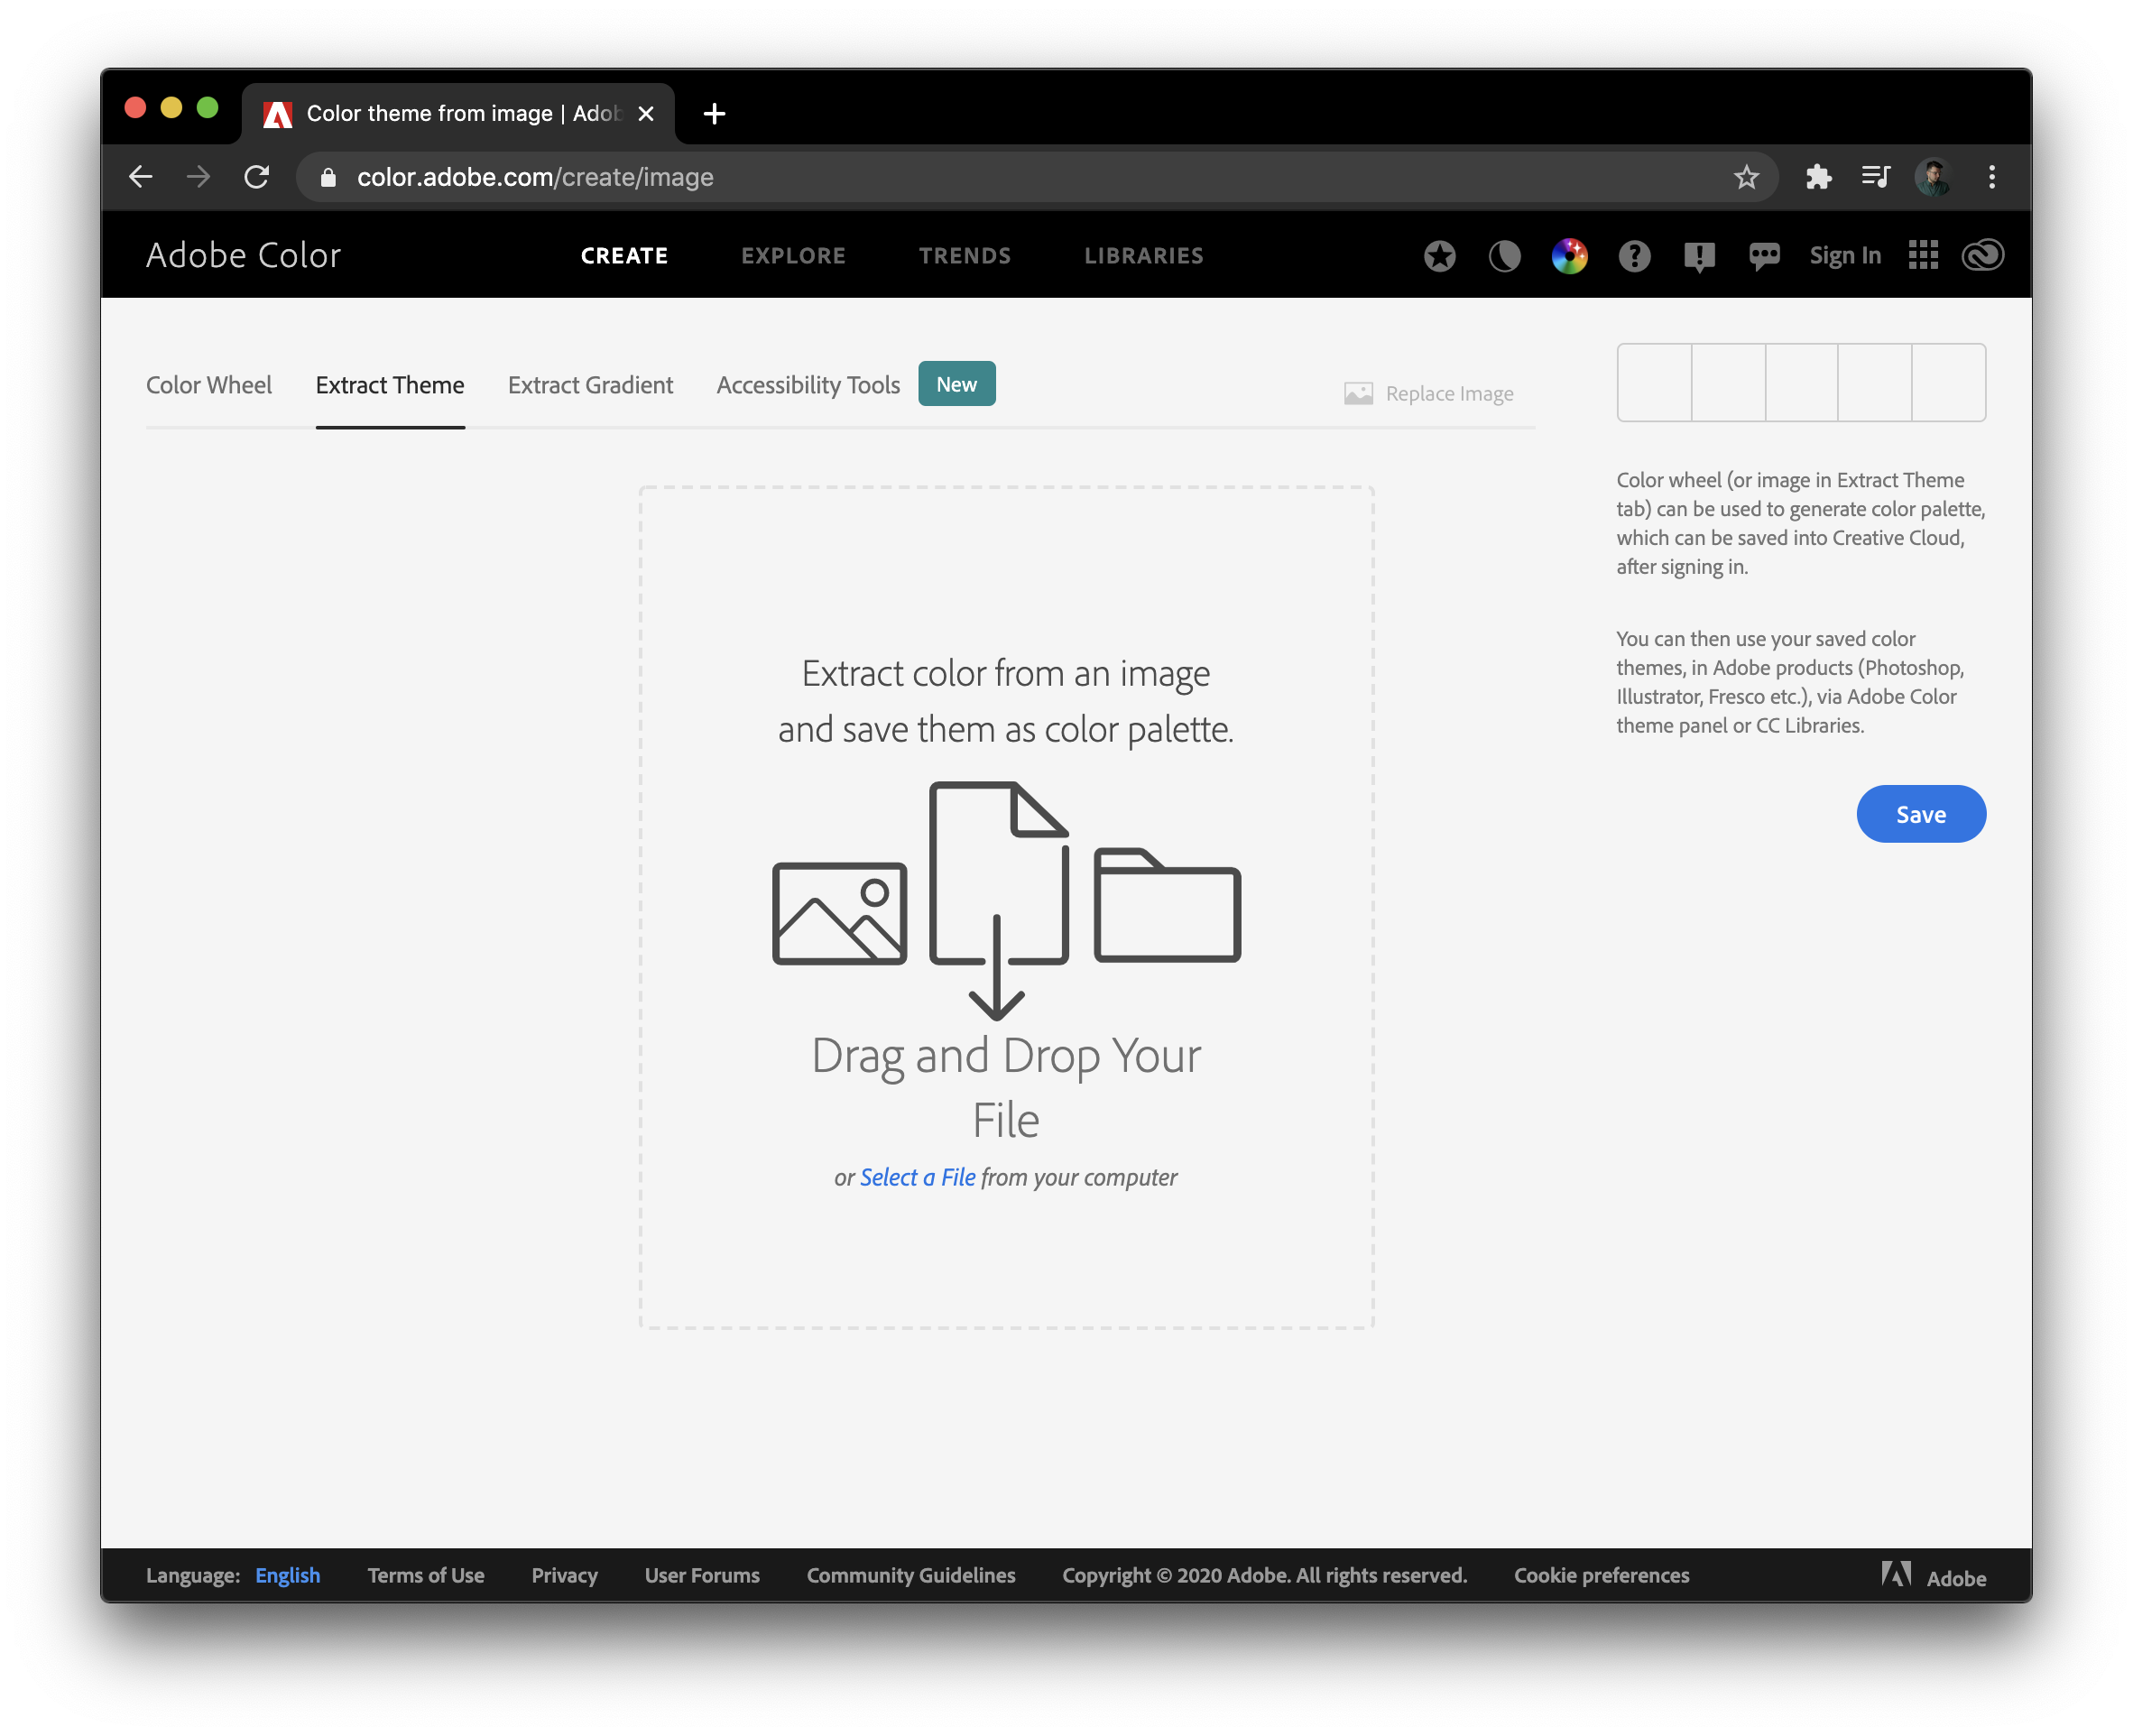 Color theme from image | Adob
color.adobe.com/create/image
Adobe Color
CREATE
EXPLORE
TRENDS
LIBRARIES
Sign In
Color Wheel
Extract Theme
Extract Gradient
Accessibility Tools
New
Replace Image
Extract color from an image
and save them as color palette.
Drag and Drop Your
File
or Select a File from your computer
Color wheel (or image in Extract Theme
tab) can be used to generate color palette,
which can be saved into Creative Cloud,
after signing in.
You can then use your saved color
themes, in Adobe products (Photoshop,
Illustrator, Fresco etc.), via Adobe Color
theme panel or CC Libraries.
Save
Language: English
Terms of Use
Privacy
User Forums
Community Guidelines
Copyright © 2020 Adobe. All rights reserved.
Cookie preferences
Adobe